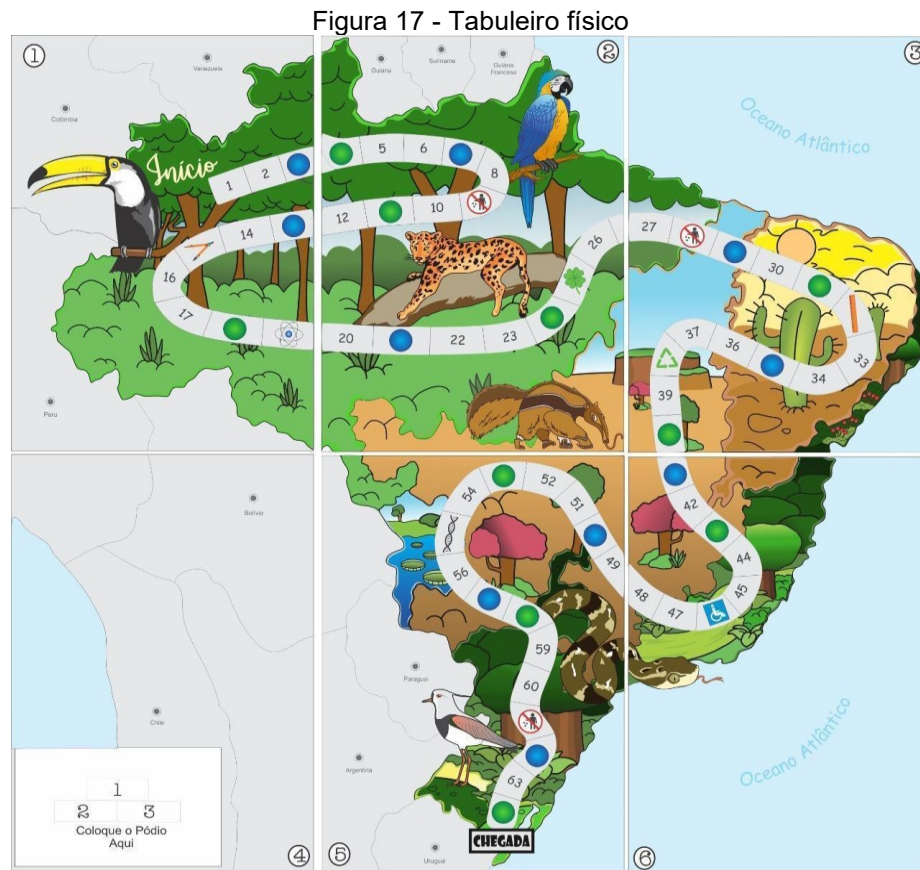 Figura 17 - Tabuleiro físico
1
2
3
Venezuela
Guiana
Suriname
Guiana
Francesa
Colômbia
Oceano Atlântico
Início
1
2
5
6
8
10
12
14
16
17
20
22
23
26
27
30
33
34
36
37
39
Peru
Bolívia
42
44
45
47
48
49
51
52
54
56
59
60
63
Paraguai
Chile
Argentina
Oceano Atlântico
1
2
3
Coloque o Pódio
Aqui
CHEGADA
Uruguai
4
5
6